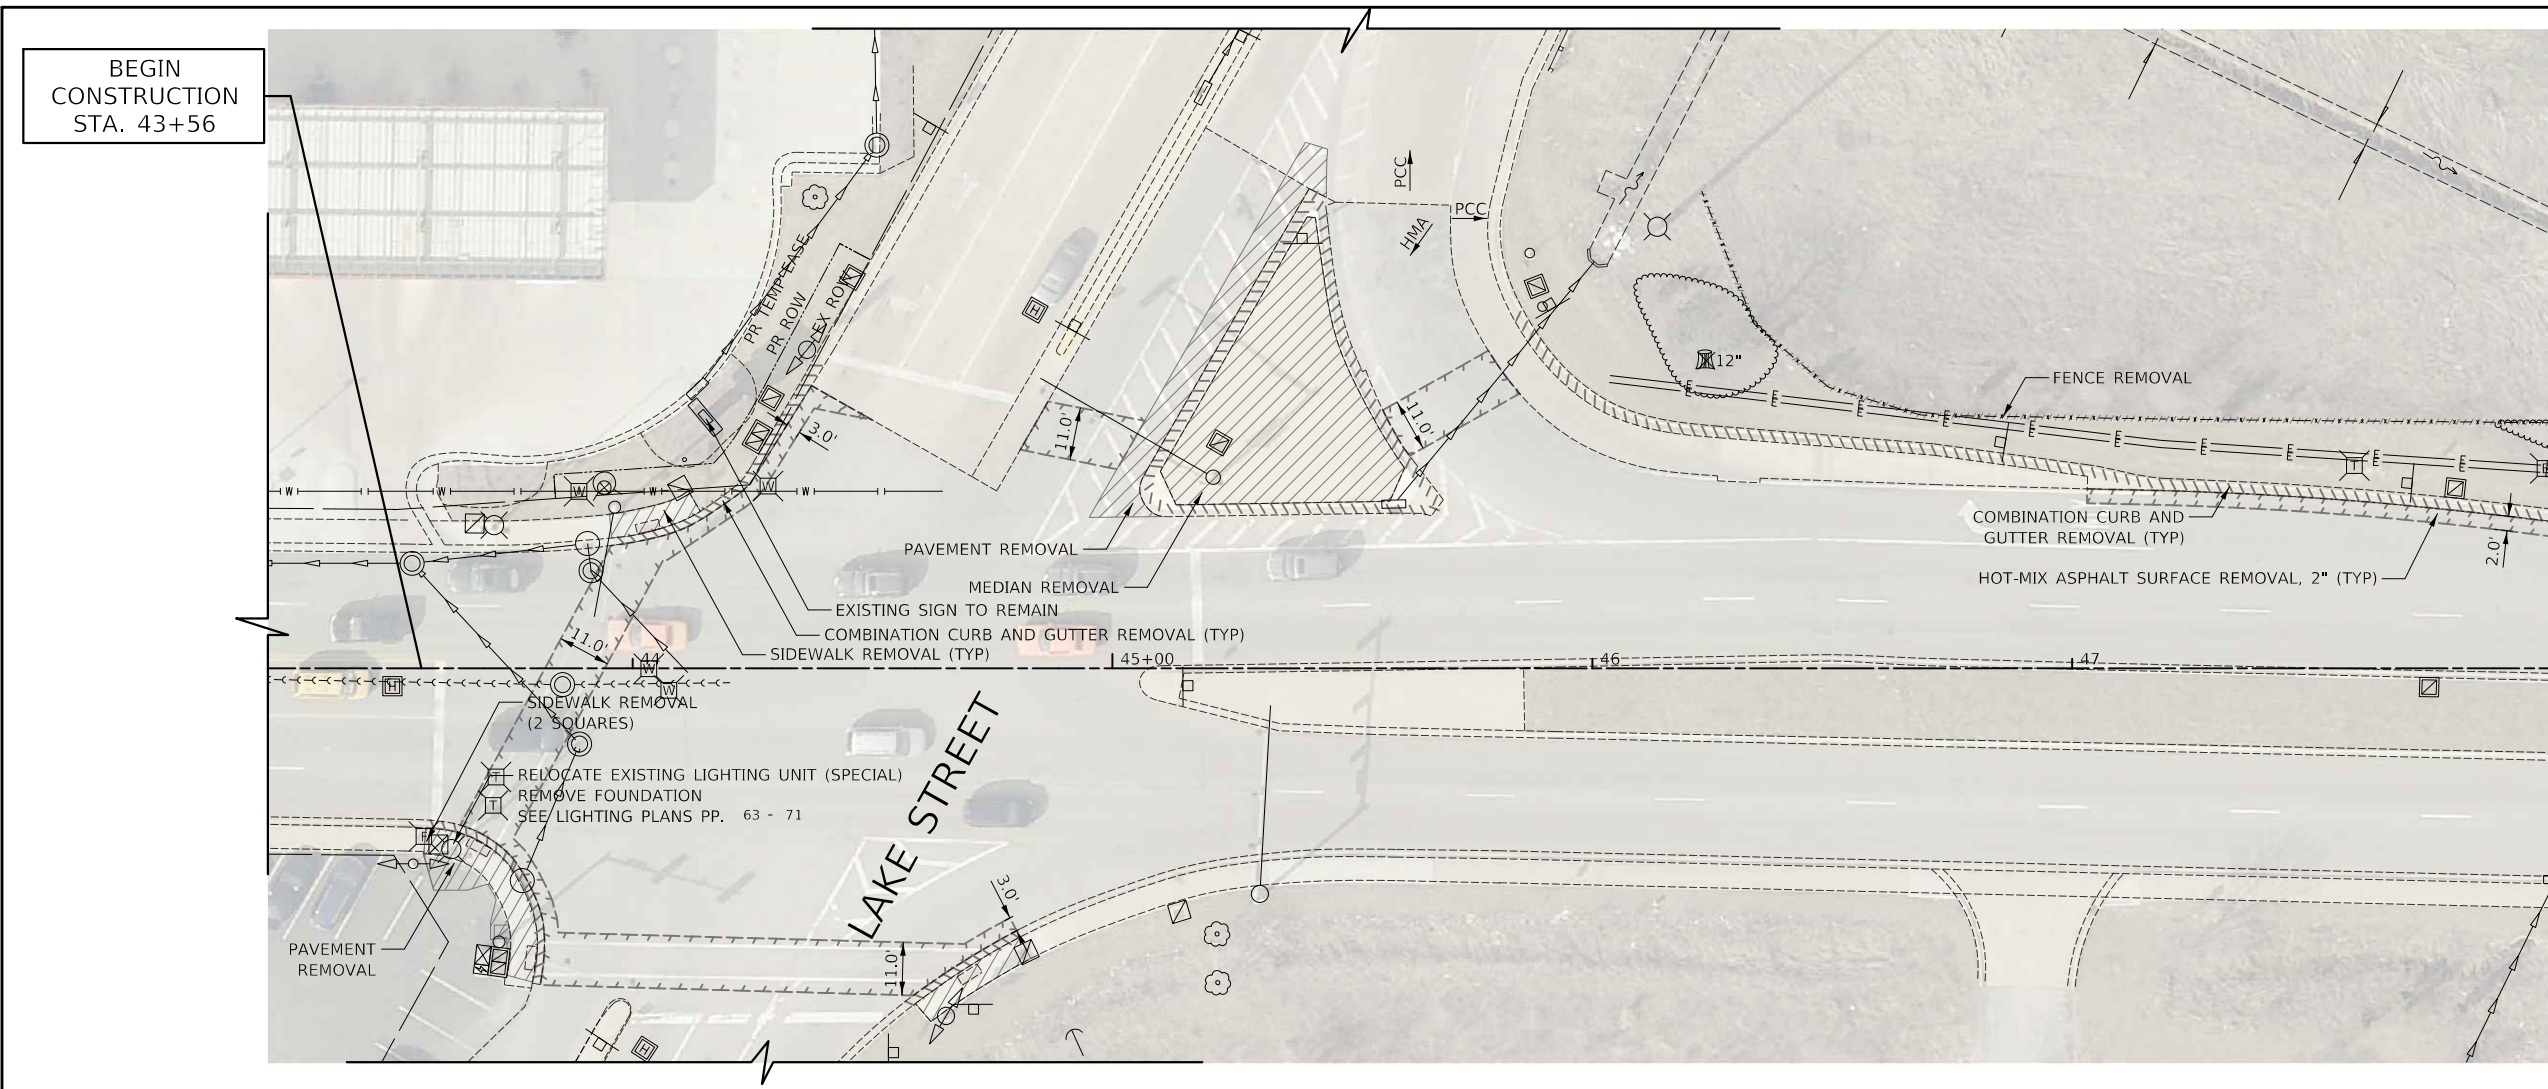 BEGIN
CONSTRUCTION
STA. 43+56
PCC
PCC
HMA
PR TEMP EASE
PR ROW
EX ROW
H
12"
FENCE REMOVAL
3.0'
11.0'
11.0'
E
E
E
E
E
E
E
E
E
E
T
W
W
W
W
W
W
COMBINATION CURB AND
GUTTER REMOVAL (TYP)
2.0'
PAVEMENT REMOVAL
MEDIAN REMOVAL
HOT-MIX ASPHALT SURFACE REMOVAL, 2" (TYP)
EXISTING SIGN TO REMAIN
COMBINATION CURB AND GUTTER REMOVAL (TYP)
SIDEWALK REMOVAL (TYP)
11.0'
44
45+00
46
47
W
W
H
SIDEWALK REMOVAL
(2 SQUARES)
T
RELOCATE EXISTING LIGHTING UNIT (SPECIAL)
REMOVE FOUNDATION
T
SEE LIGHTING PLANS PP. 63 - 71
LAKE STREET
F
3.0'
PAVEMENT
REMOVAL
11.0'
H